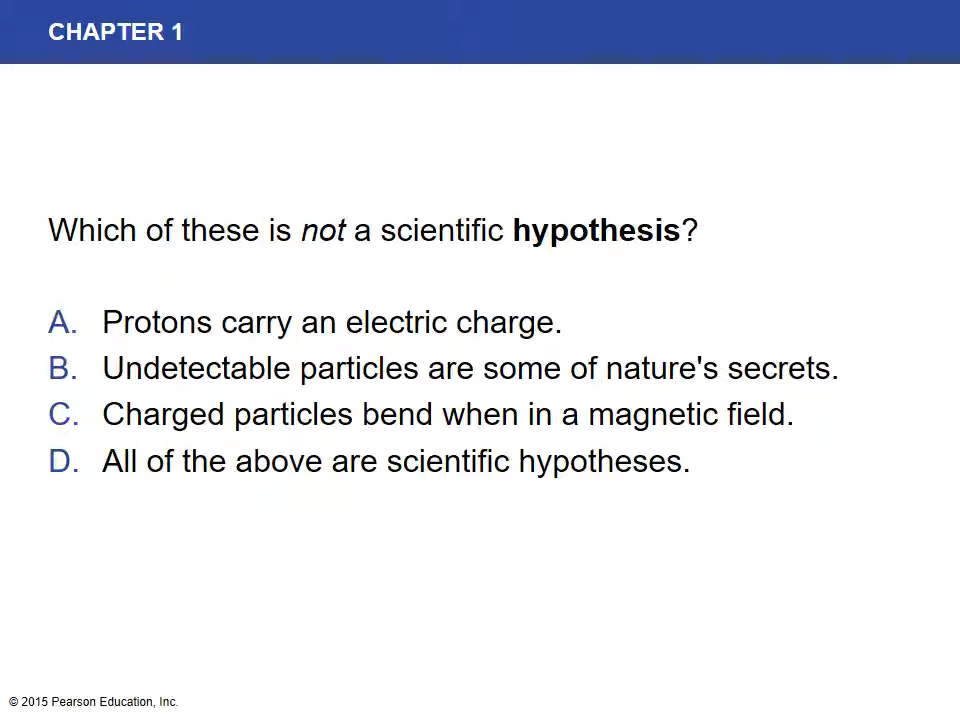 CHAPTER 1
Which of these is not a scientific hypothesis?
A. Protons carry an electric charge.
B. Undetectable particles are some of nature's secrets.
C. Charged particles bend when in a magnetic field.
D. All of the above are scientific hypotheses.
© 2015 Pearson Education, Inc.